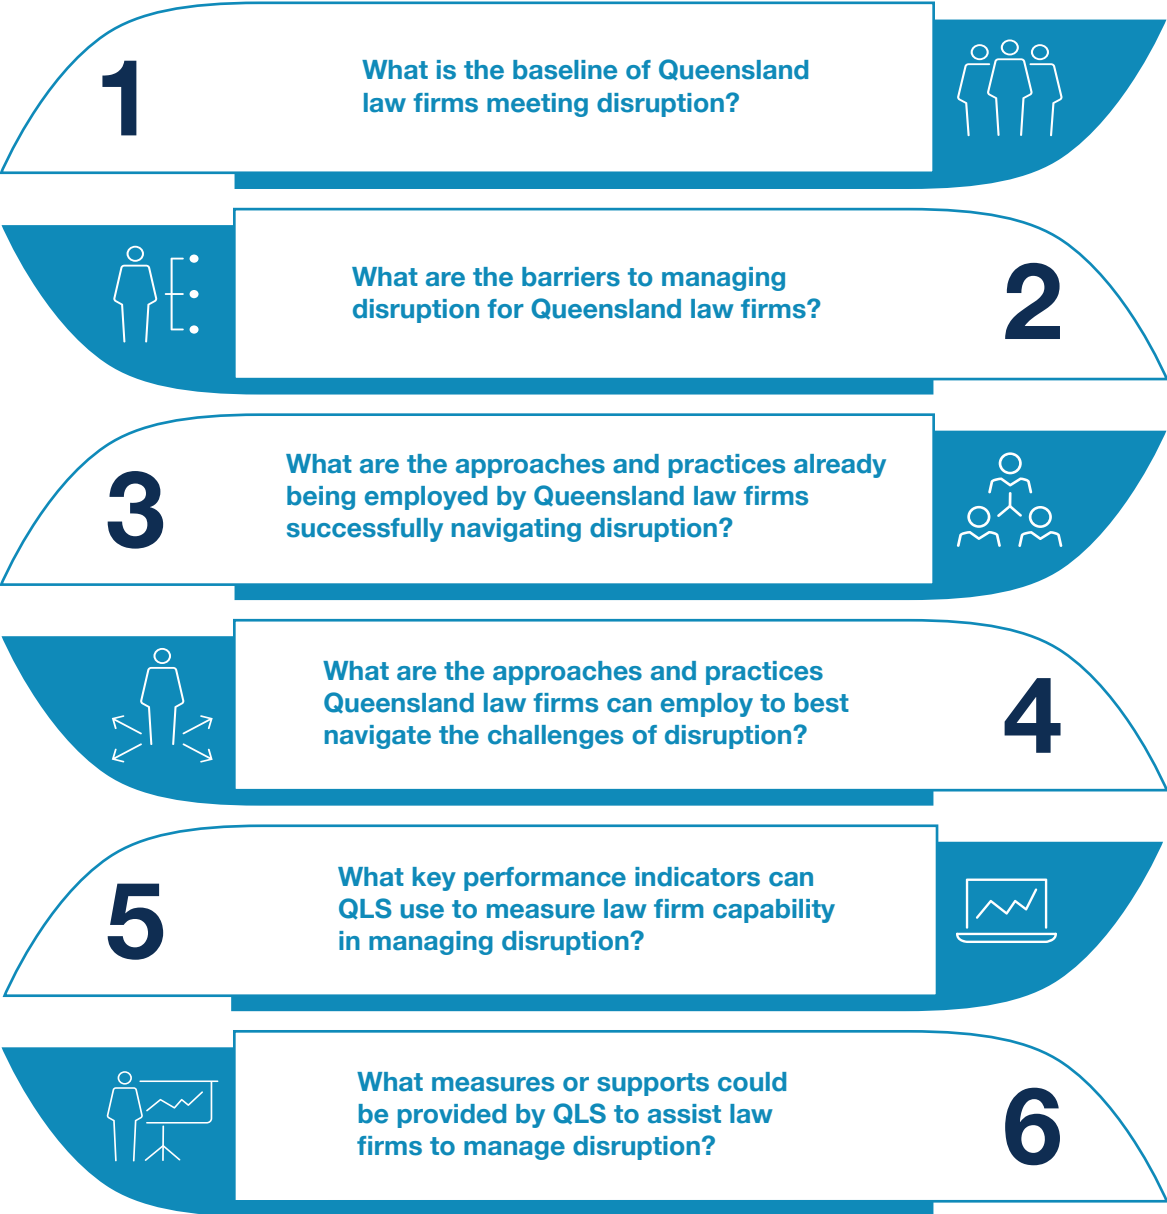 1
What is the baseline of Queensland
law firms meeting disruption?
What are the barriers to managing
disruption for Queensland law firms?
2
3
What are the approaches and practices already
being employed by Queensland law firms
successfully navigating disruption?
What are the approaches and practices
Queensland law firms can employ to best
navigate the challenges of disruption?
4
5
What key performance indicators can
QLS use to measure law firm capability
in managing disruption?
What measures or supports could
be provided by QLS to assist law
firms to manage disruption?
6